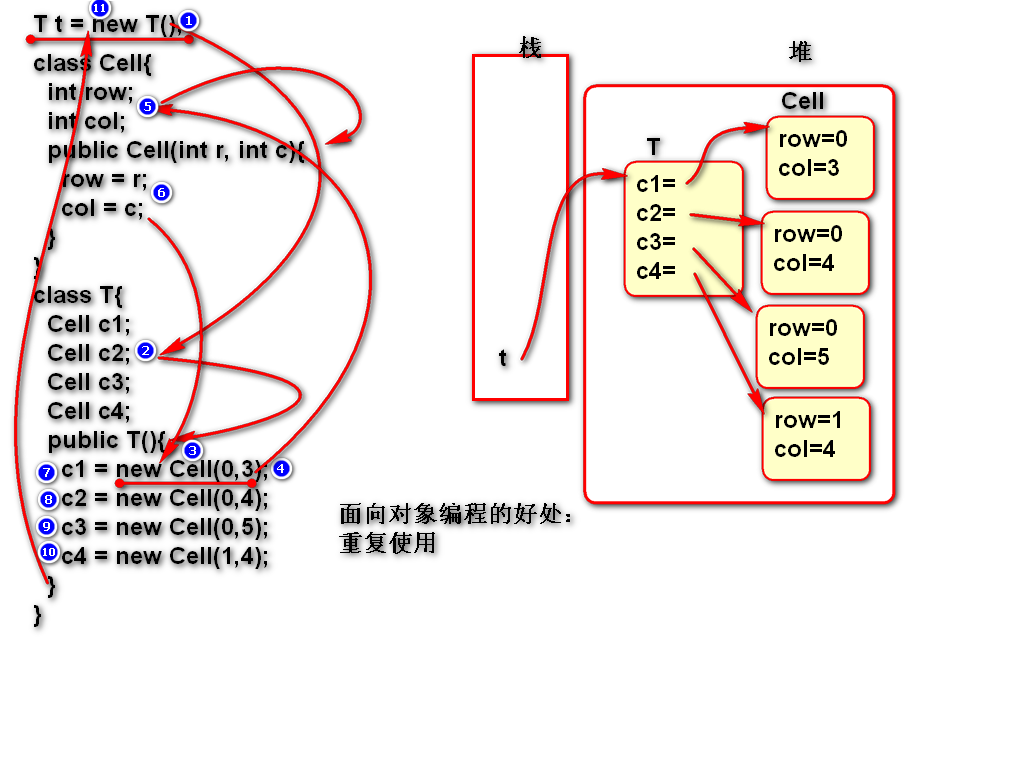 11
T t = new T(); 1
class Cell{
int row;
5
int col;
public Cell(int r, int c){
row = r;
6
col = c;
}
}
class T{
Cell c1;
Cell c2; 2
Cell c3;
Cell c4;
public T(){
3
7 c1 = new Cell(0,3); 4
8 c2 = new Cell(0,4);
9 c3 = new Cell(0,5);
10 c4 = new Cell(1,4);
}
}
栈
t
堆
T
c1=
c2=
c3=
c4=
Cell
row=0
col=3
row=0
col=4
row=0
col=5
row=1
col=4
面向对象编程的好处：
重复使用